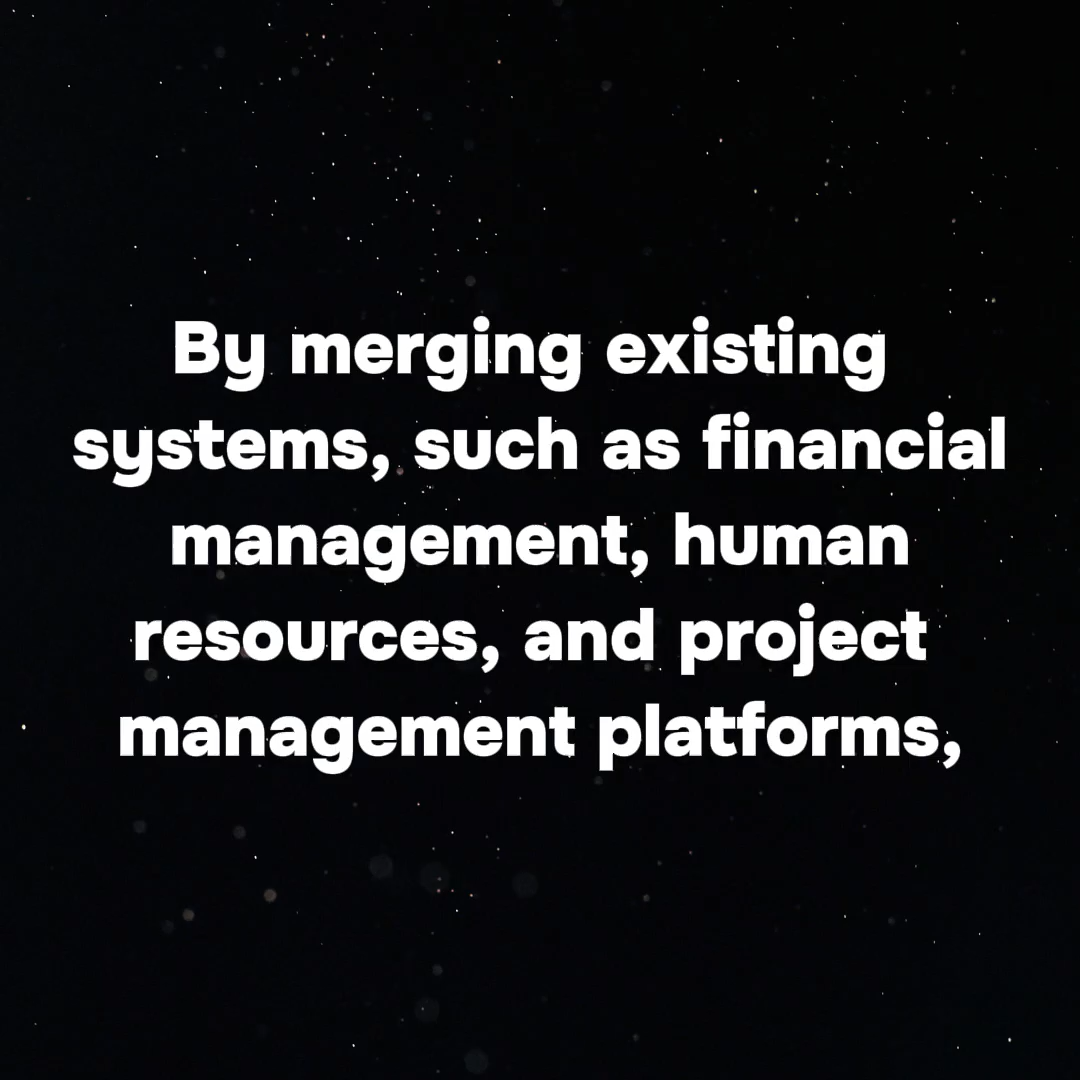 By merging existing
systems, such as financial
management, human
resources, and project
management platforms,